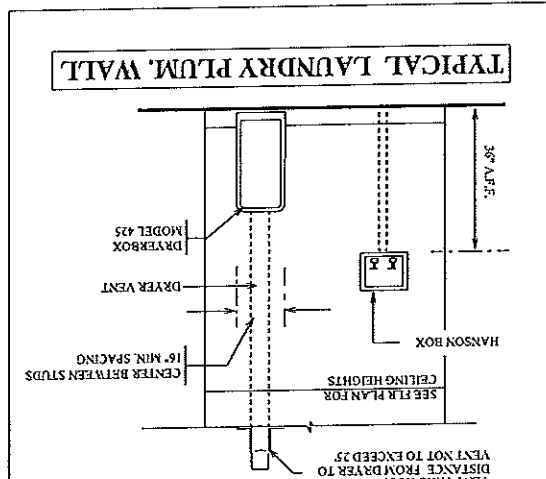 DISTANCE FROM DRYER TO
VENT NOT TO EXCEED 25'
SEE FLR PLAN FOR
CEILING HEIGHTS
HANSON BOX
CENTER BETWEEN STUDS
16" MIN. SPACING
DRYER VENT
DRYERBOX
MODEL 425
36" A.F.F.
TYPICAL LAUNDRY PLUM. WALL